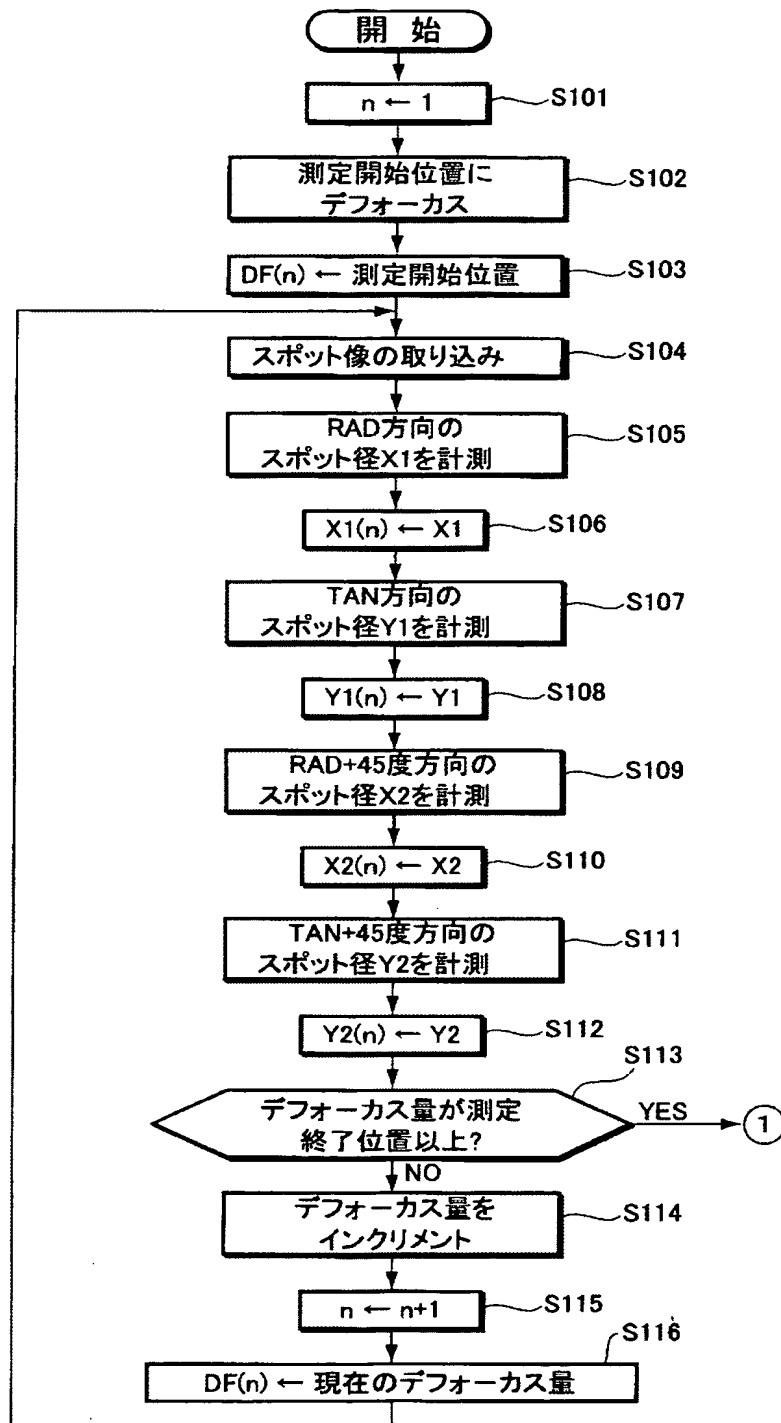 開 始
n ← 1
S101
測定開始位置に
デフォーカス
S102
DF(n) ← 測定開始位置
S103
スポット像の取り込み
S104
RAD方向の
スポット径X1を計測
S105
X1(n) ← X1
S106
TAN方向の
スポット径Y1を計測
S107
Y1(n) ← Y1
S108
RAD+45度方向の
スポット径X2を計測
S109
X2(n) ← X2
S110
TAN+45度方向の
スポット径Y2を計測
S111
Y2(n) ← Y2
S112
S113
デフォーカス量が測定
終了位置以上?
YES
1
NO
デフォーカス量を
インクリメント
S114
n ← n+1
S115
S116
DF(n) ← 現在のデフォーカス量